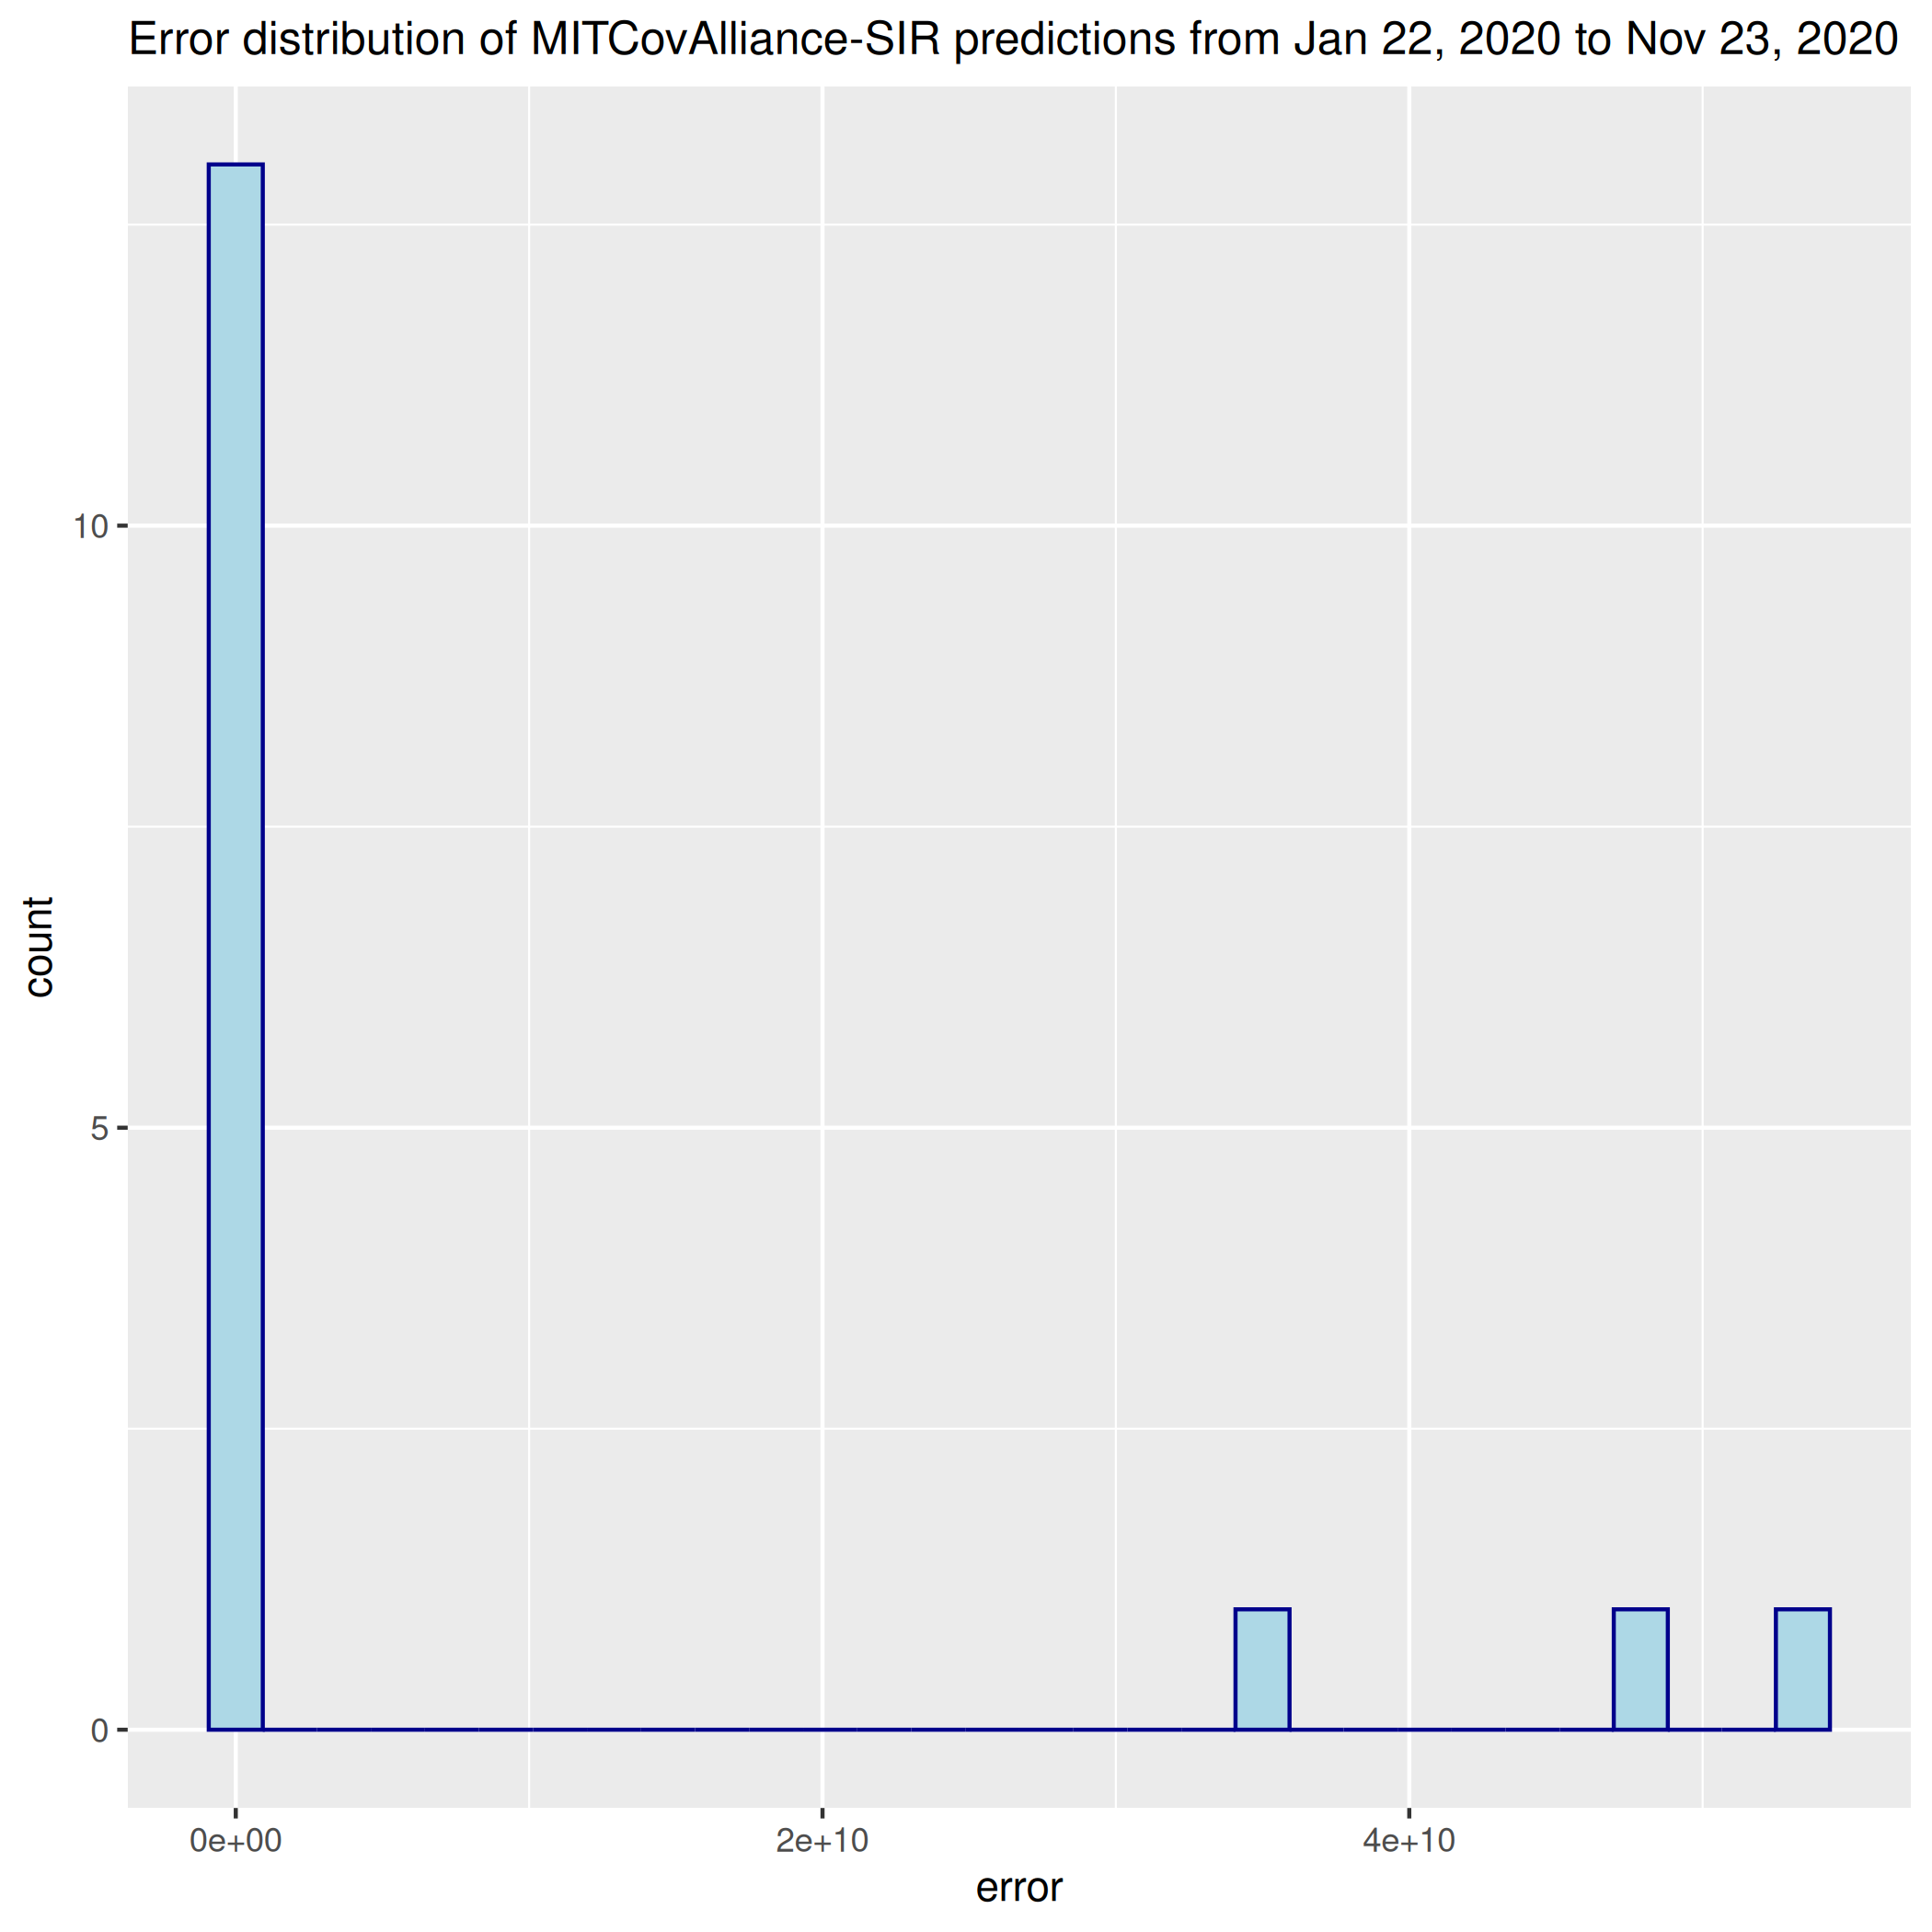 Error distribution of MITCovAlliance-SIR predictions from Jan 22, 2020 to Nov 23, 2020
10
5
0
count
0e+00 2e+10 4e+10
error